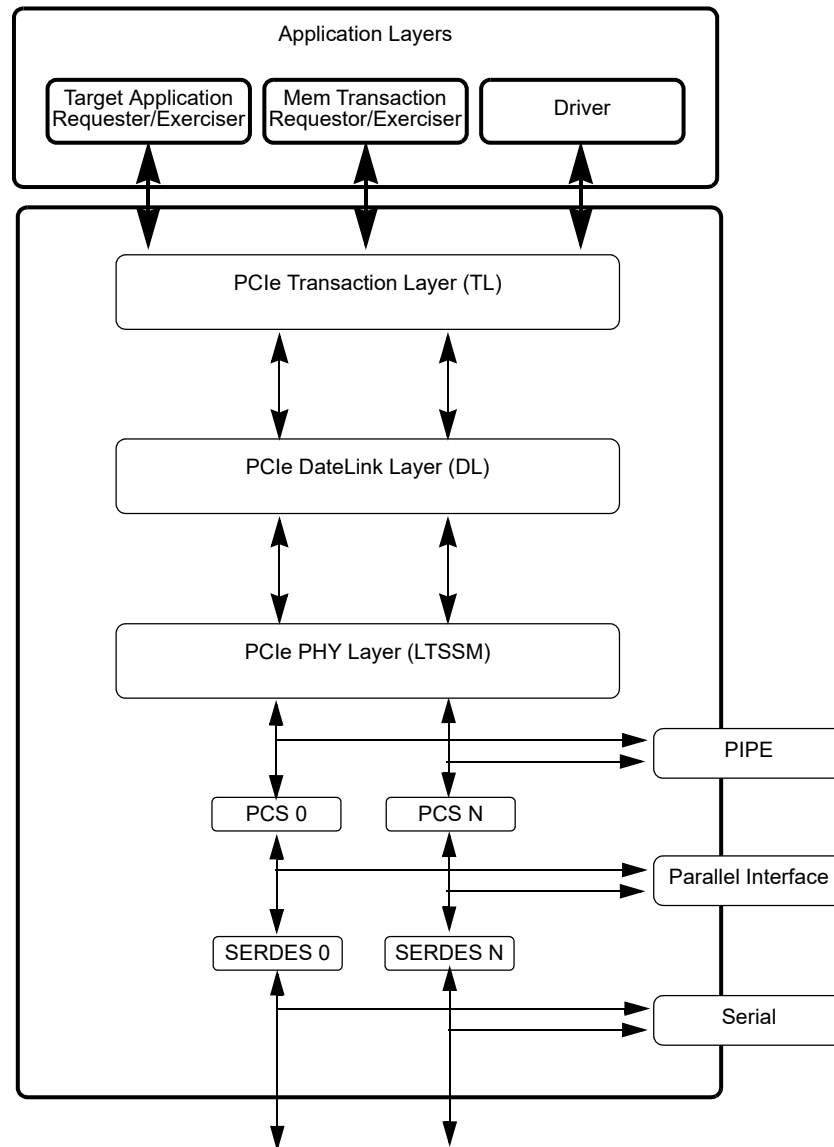 Application Layers
Target Application
Requester/Exerciser
Mem Transaction
Requestor/Exerciser
Driver
PCIe Transaction Layer (TL)
PCIe DateLink Layer (DL)
PCIe PHY Layer (LTSSM)
PIPE
PCS 0
PCS N
Parallel Interface
SERDES 0
SERDES N
Serial